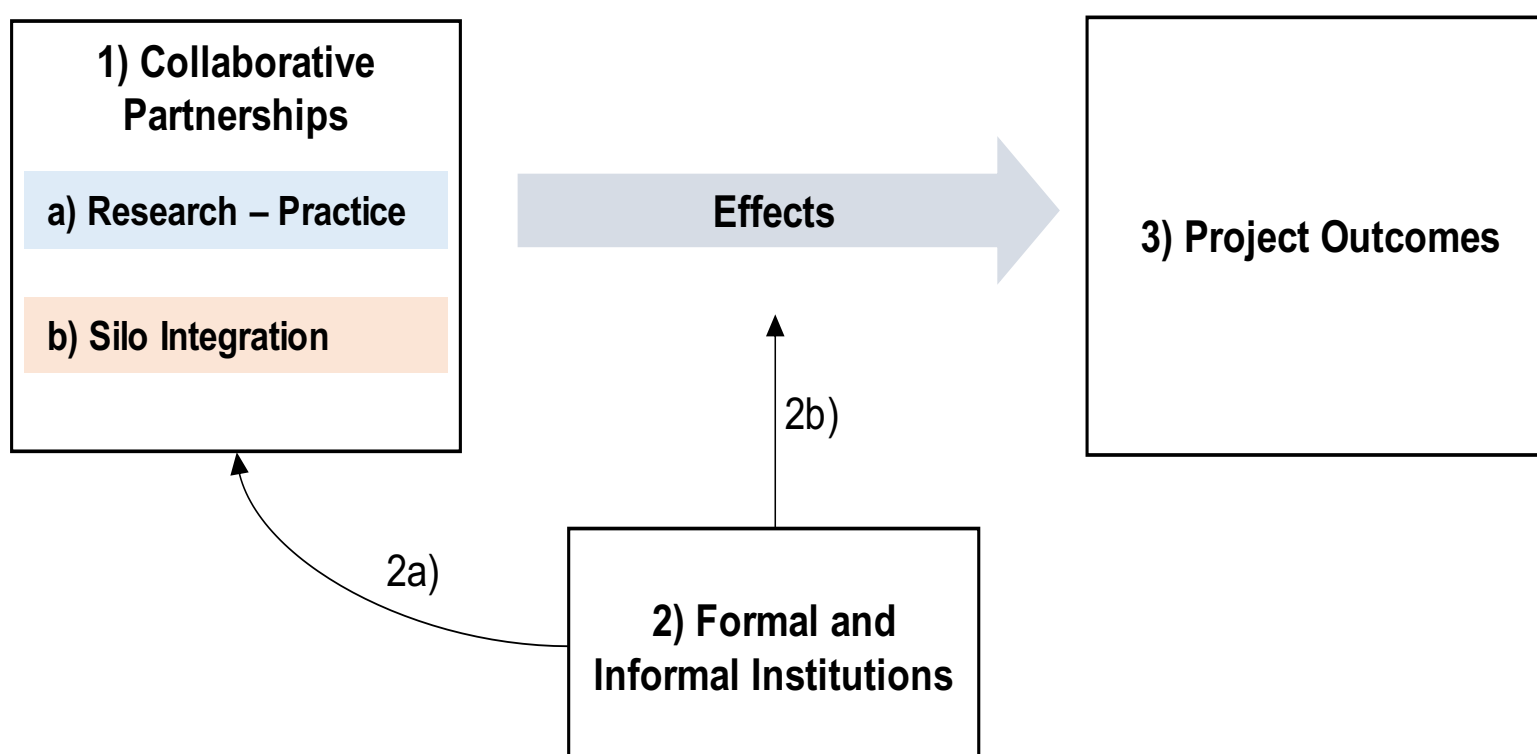 1) Collaborative
Partnerships
a) Research – Practice
b) Silo Integration
Effects
3) Project Outcomes
2b)
2a)
2) Formal and
Informal Institutions